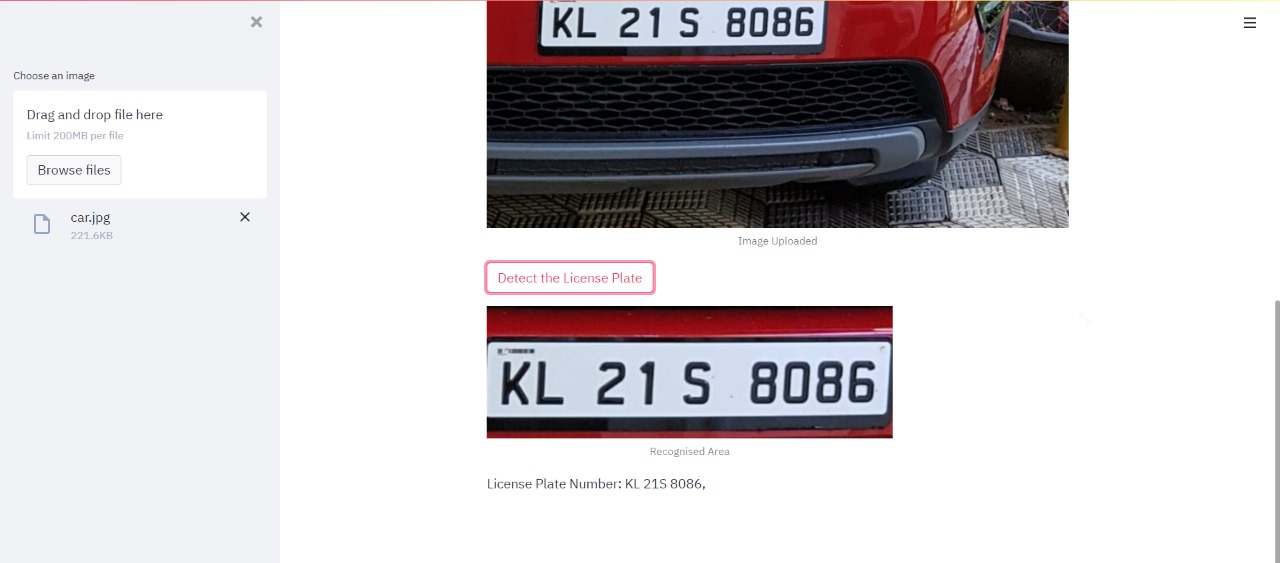 Choose an image
Drag and drop file here
Limit 200MB per file
Browse files
car.jpg
221.6KB
KL 21 S 8086
Image Uploaded
Detect the License Plate
KL 21 S 8086
Recognised Area
License Plate Number: KL 21S 8086,